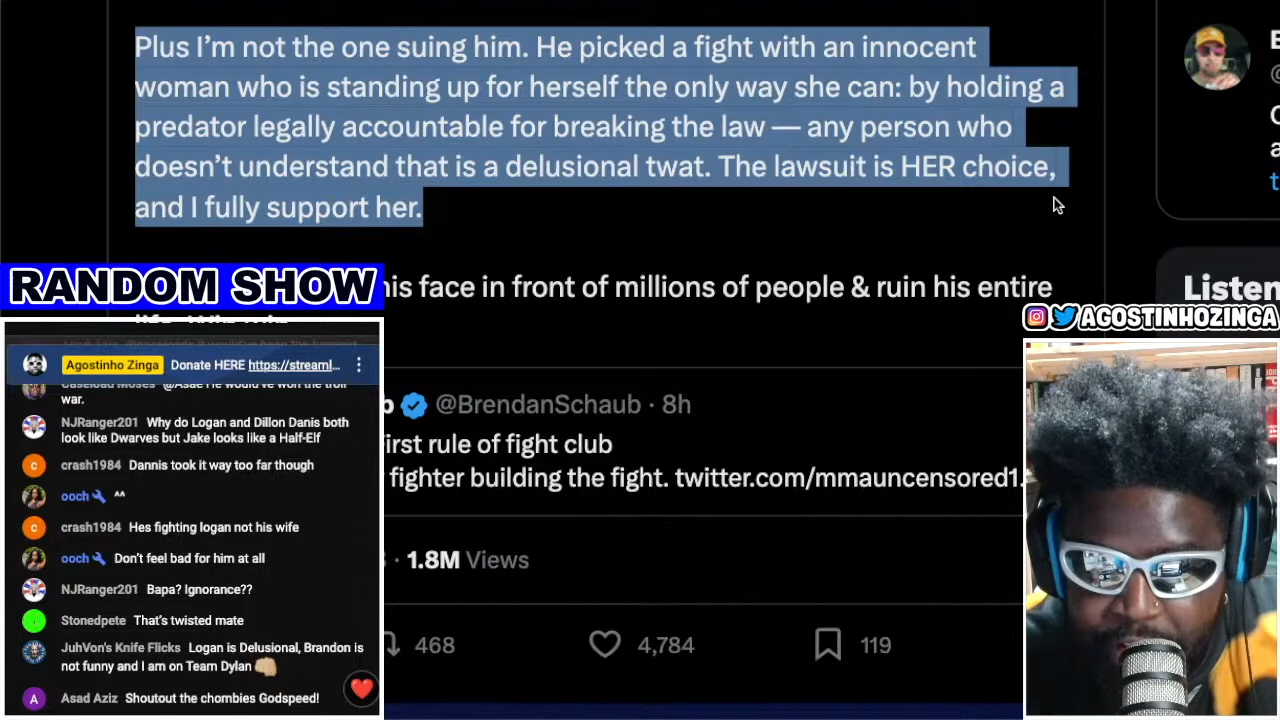 Plus I’m not the one suing him. He picked a fight with an innocent
woman who is standing up for herself the only way she can: by holding a
predator legally accountable for breaking the law — any person who
doesn’t understand that is a delusional twat. The lawsuit is HER choice,
and I fully support her.
his face in front of millions of people & ruin his entire
@BrendanSchaub · 8h
first rule of fight club
fighter building the fight. twitter.com/mmauncensored1.
· 1.8M Views
468
4,784
119
Listen
RANDOM SHOW
Agostinho Zinga Donate HERE https://streaml...
Caseload Moses @Asae He would've won the troll
war.
NJRanger201 Why do Logan and Dillon Danis both
look like Dwarves but Jake looks like a Half-Elf
crash1984 Dannis took it way too far though
ooch ^^
crash1984 Hes fighting logan not his wife
ooch Don't feel bad for him at all
NJRanger201 Bapa? Ignorance??
Stonedpete That's twisted mate
JuhVon's Knife Flicks Logan is Delusional, Brandon is
not funny and I am on Team Dylan
Asad Aziz Shoutout the chombies Godspeed!
AGOSTINHOZINGA